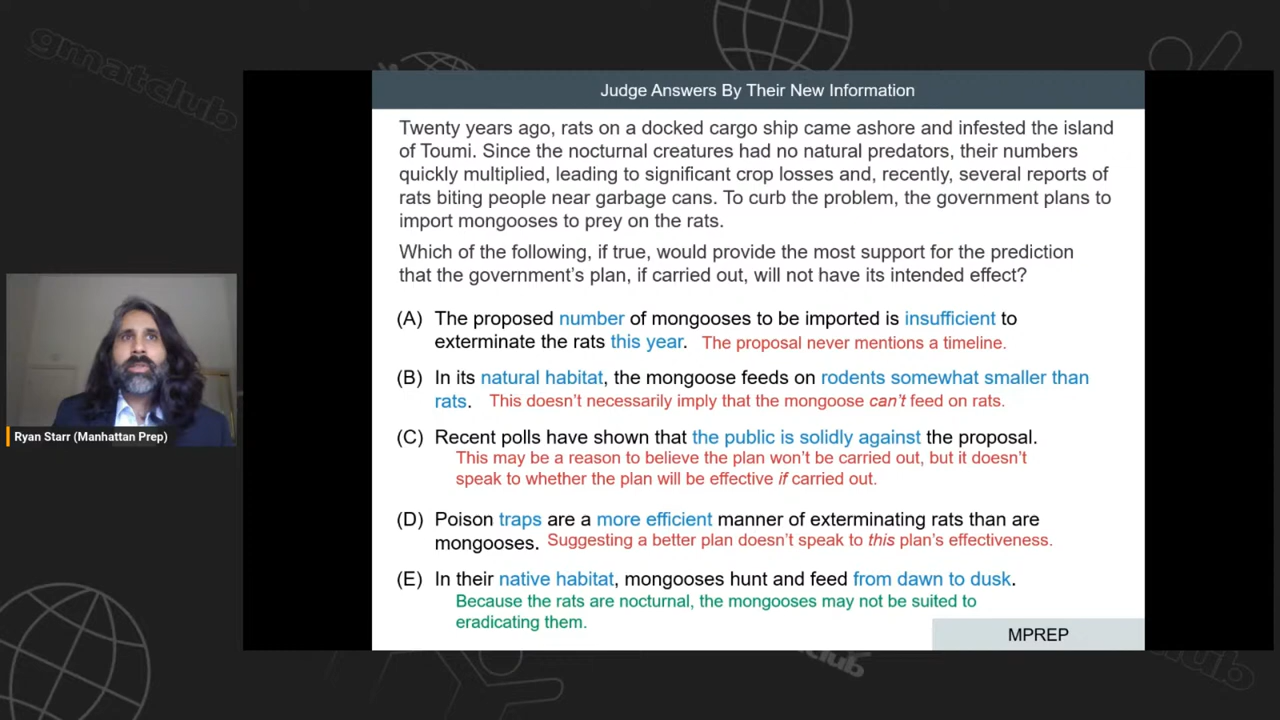 gmatclub
Judge Answers By Their New Information
Twenty years ago, rats on a docked cargo ship came ashore and infested the island
of Toumi. Since the nocturnal creatures had no natural predators, their numbers
quickly multiplied, leading to significant crop losses and, recently, several reports of
rats biting people near garbage cans. To curb the problem, the government plans to
import mongooses to prey on the rats.
Which of the following, if true, would provide the most support for the prediction
that the government's plan, if carried out, will not have its intended effect?
(A) The proposed number of mongooses to be imported is insufficient to
exterminate the rats this year. The proposal never mentions a timeline.
(B) In its natural habitat, the mongoose feeds on rodents somewhat smaller than
rats. This doesn't necessarily imply that the mongoose can't feed on rats.
(C) Recent polls have shown that the public is solidly against the proposal.
This may be a reason to believe the plan won't be carried out, but it doesn't
speak to whether the plan will be effective if carried out.
(D) Poison traps are a more efficient manner of exterminating rats than are
mongooses. Suggesting a better plan doesn't speak to this plan's effectiveness.
(E) In their native habitat, mongooses hunt and feed from dawn to dusk.
Because the rats are nocturnal, the mongooses may not be suited to
eradicating them.
MPREP
Ryan Starr (Manhattan Prep)